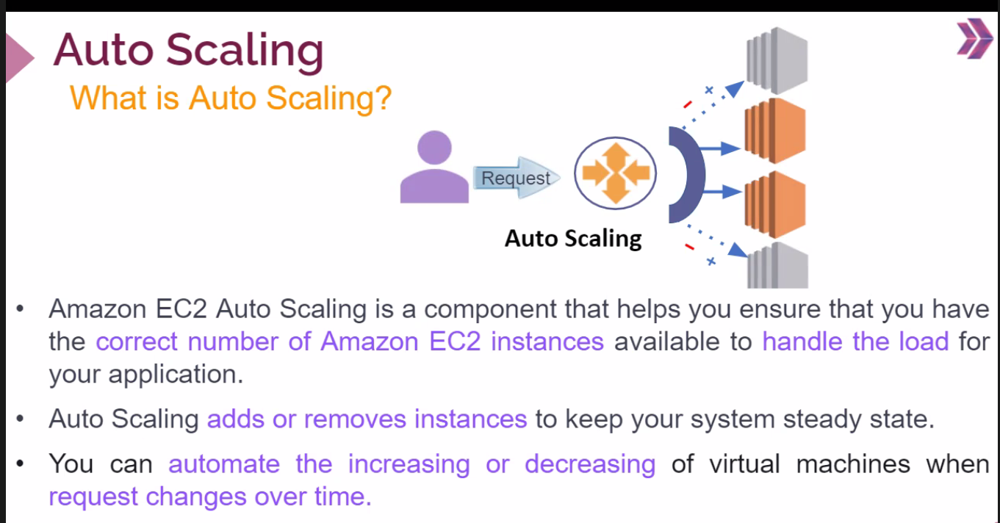 Auto Scaling
What is Auto Scaling?
Request
Auto Scaling
• Amazon EC2 Auto Scaling is a component that helps you ensure that you have
the correct number of Amazon EC2 instances available to handle the load for
your application.
• Auto Scaling adds or removes instances to keep your system steady state.
• You can automate the increasing or decreasing of virtual machines when
request changes over time.